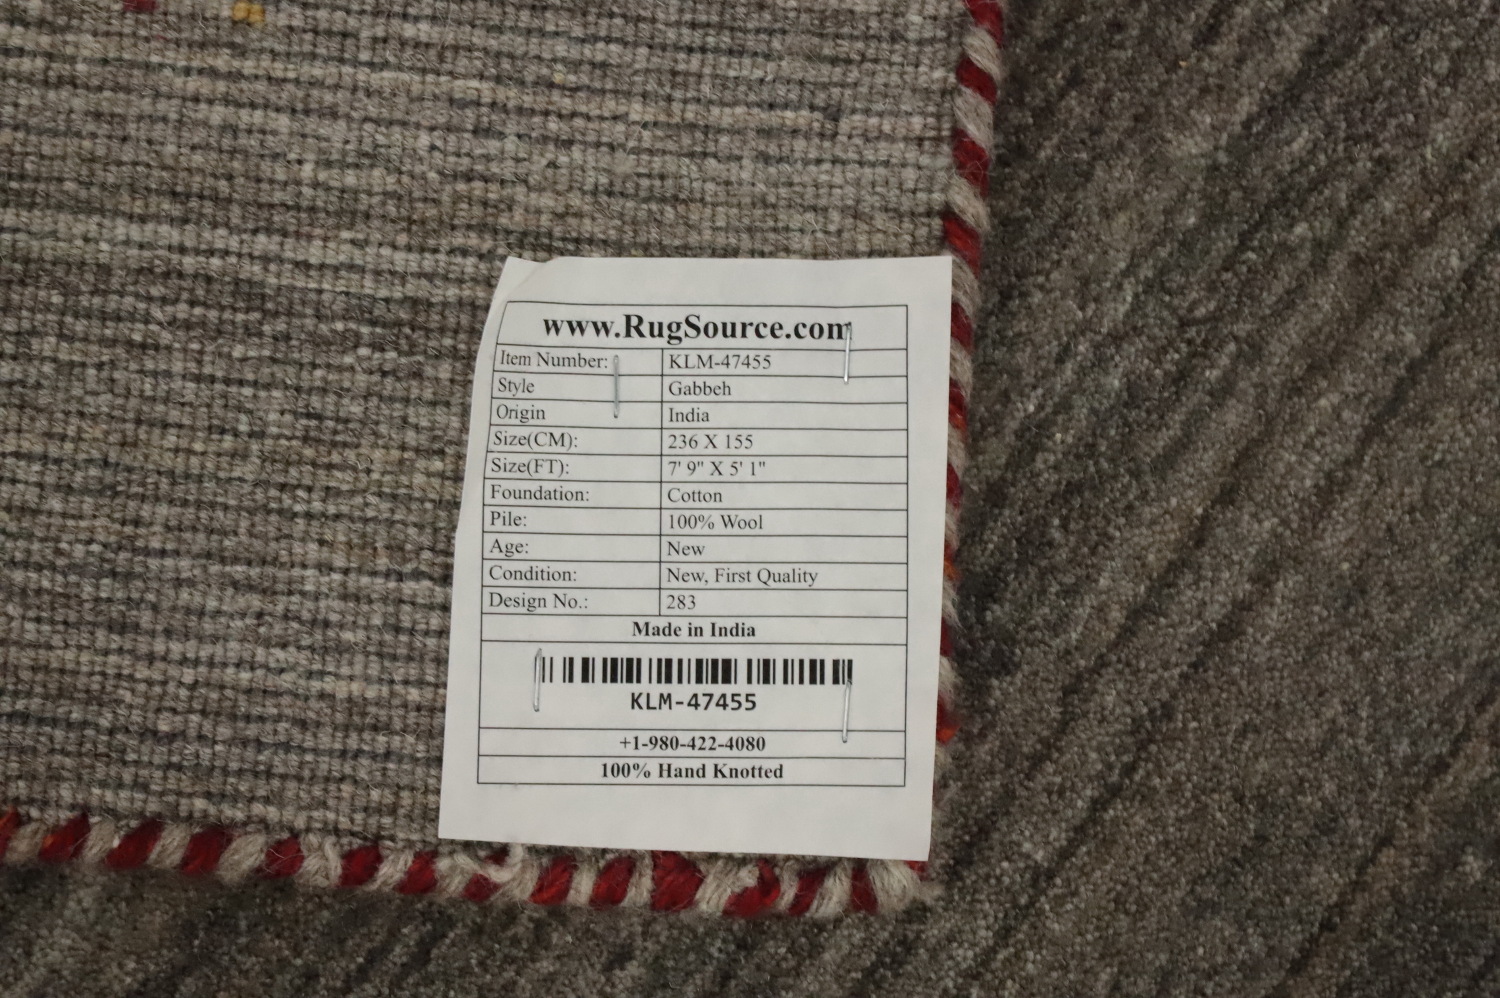 www.RugSource.com
Item Number: KLM-47455
Style Gabbeh
Origin India
Size(CM): 236 X 155
Size(FT): 7' 9" X 5' 1"
Foundation: Cotton
Pile: 100% Wool
Age: New
Condition: New, First Quality
Design No.: 283
Made in India
KLM-47455
+1-980-422-4080
100% Hand Knotted